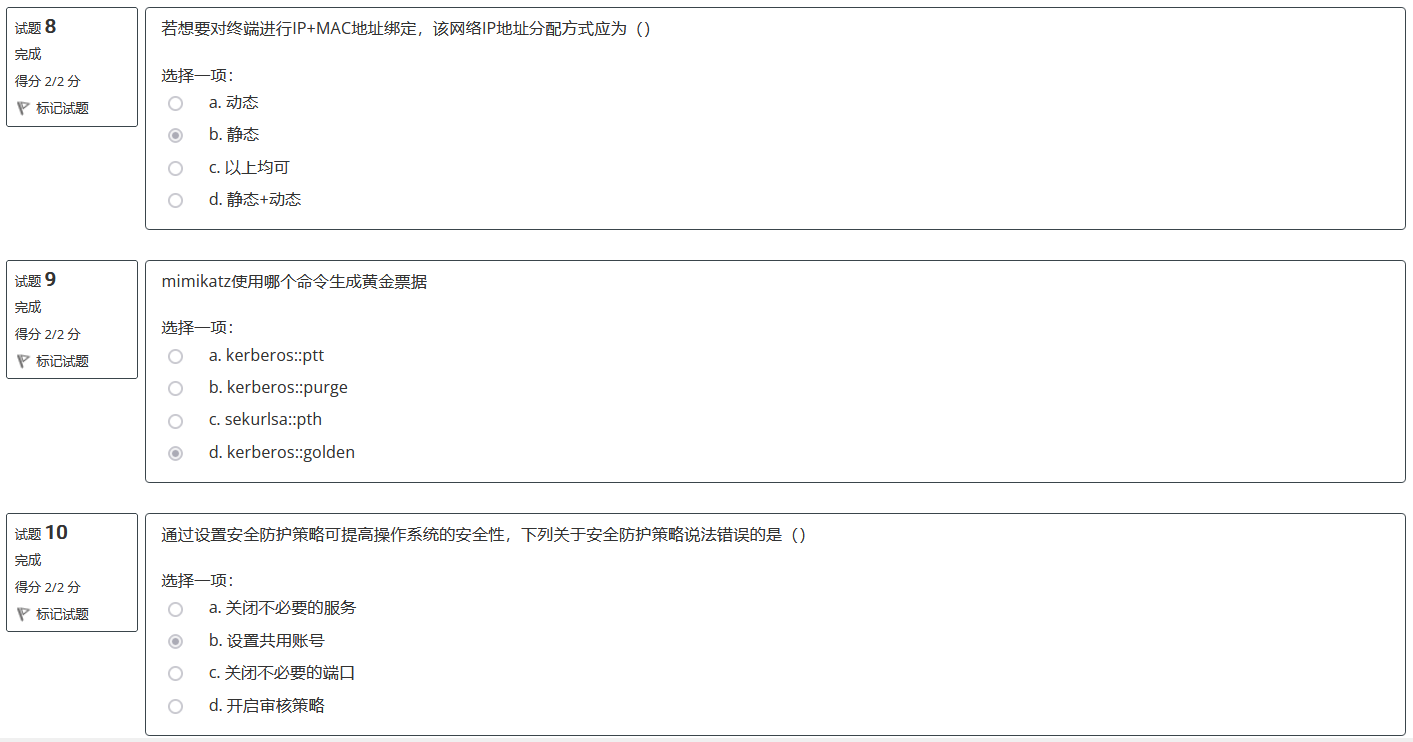 试题 8
完成
得分 2/2 分
标记试题
若想要对终端进行IP+MAC地址绑定，该网络IP地址分配方式应为（）
选择一项：
a. 动态
b. 静态
c. 以上均可
d. 静态+动态
试题 9
完成
得分 2/2 分
标记试题
mimikatz使用哪个命令生成黄金票据
选择一项：
a. kerberos::ptt
b. kerberos::purge
c. sekurlsa::pth
d. kerberos::golden
试题 10
完成
得分 2/2 分
标记试题
通过设置安全防护策略可提高操作系统的安全性，下列关于安全防护策略说法错误的是（）
选择一项：
a. 关闭不必要的服务
b. 设置共用账号
c. 关闭不必要的端口
d. 开启审核策略